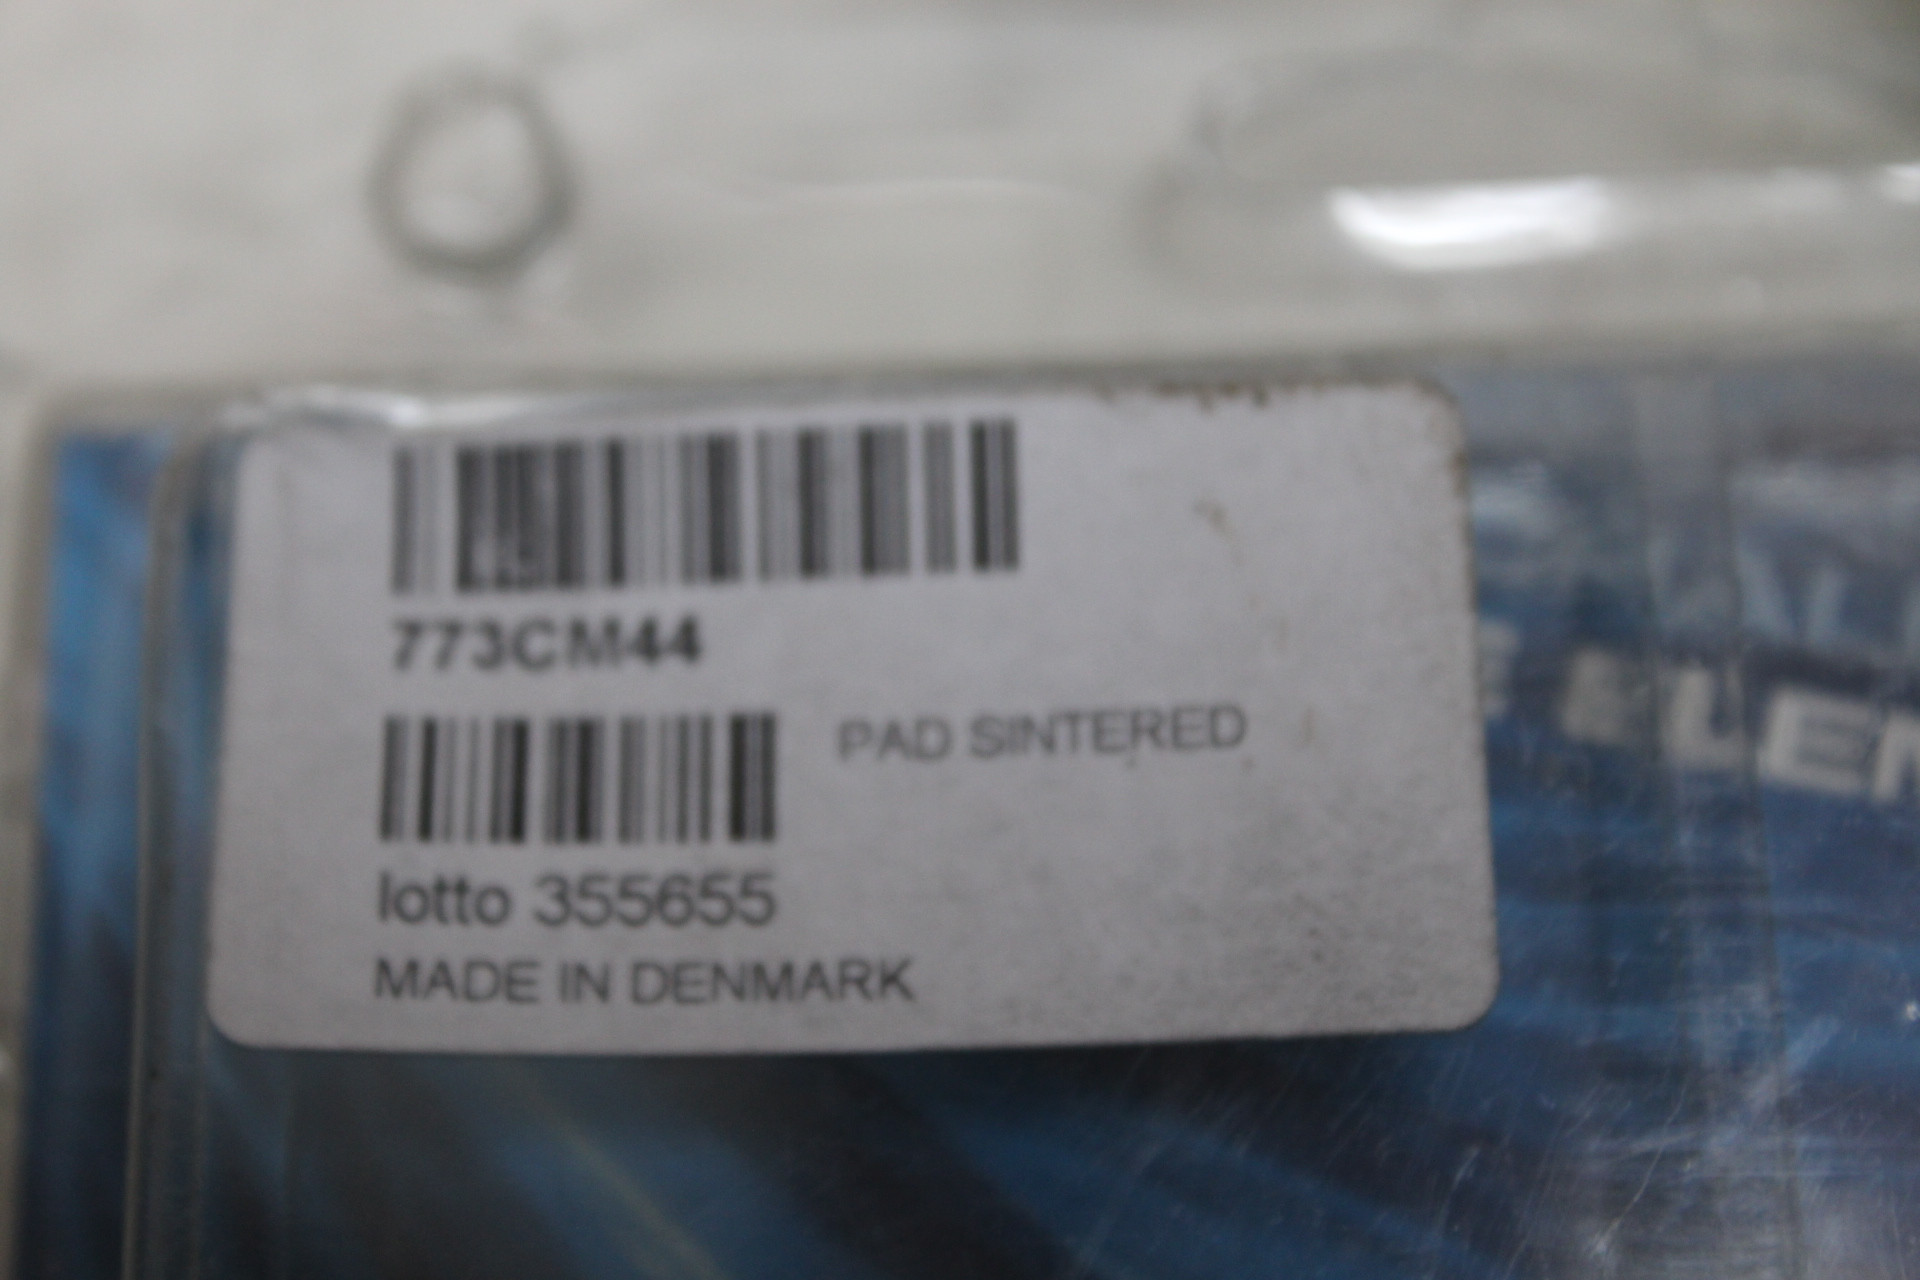 773CM44
PAD SINTERED
lotto 355655
MADE IN DENMARK